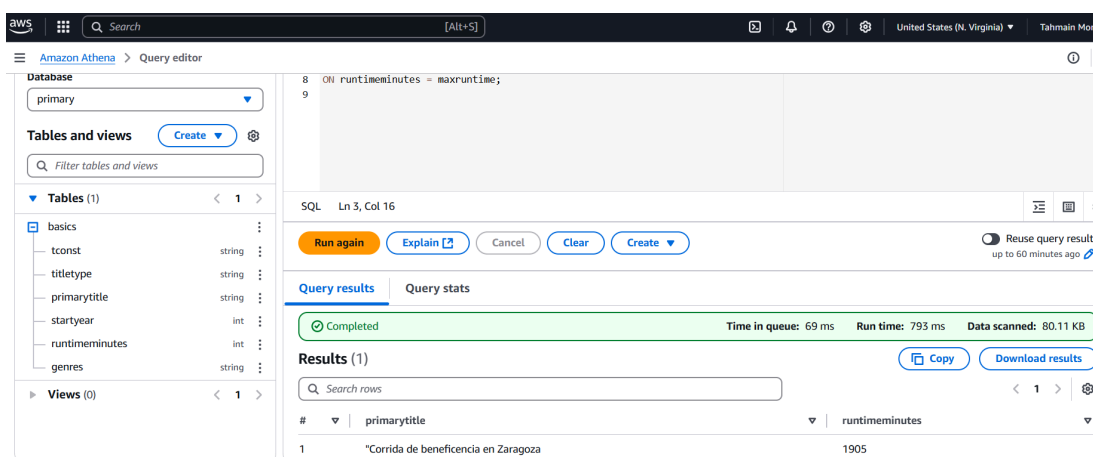 aws
Search [Alt+S]
United States (N. Virginia) ▼
Tahmain Mor
Amazon Athena > Query editor
Database
primary
Tables and views
Create ▼
Filter tables and views
Tables (1) < 1 >
basics
tconst string
titletype string
primarytitle string
startyear int
runtimeminutes int
genres string
Views (0) < 1 >
8 ON runtimeminutes = maxruntime;
9
SQL Ln 3, Col 16
Run again Explain Cancel Clear Create ▼
Reuse query result
up to 60 minutes ago
Query results Query stats
Completed Time in queue: 69 ms Run time: 793 ms Data scanned: 80.11 KB
Results (1) Copy Download results
Search rows < 1 >
# primarytitle runtimeminutes
1 "Corrida de beneficencia en Zaragoza 1905